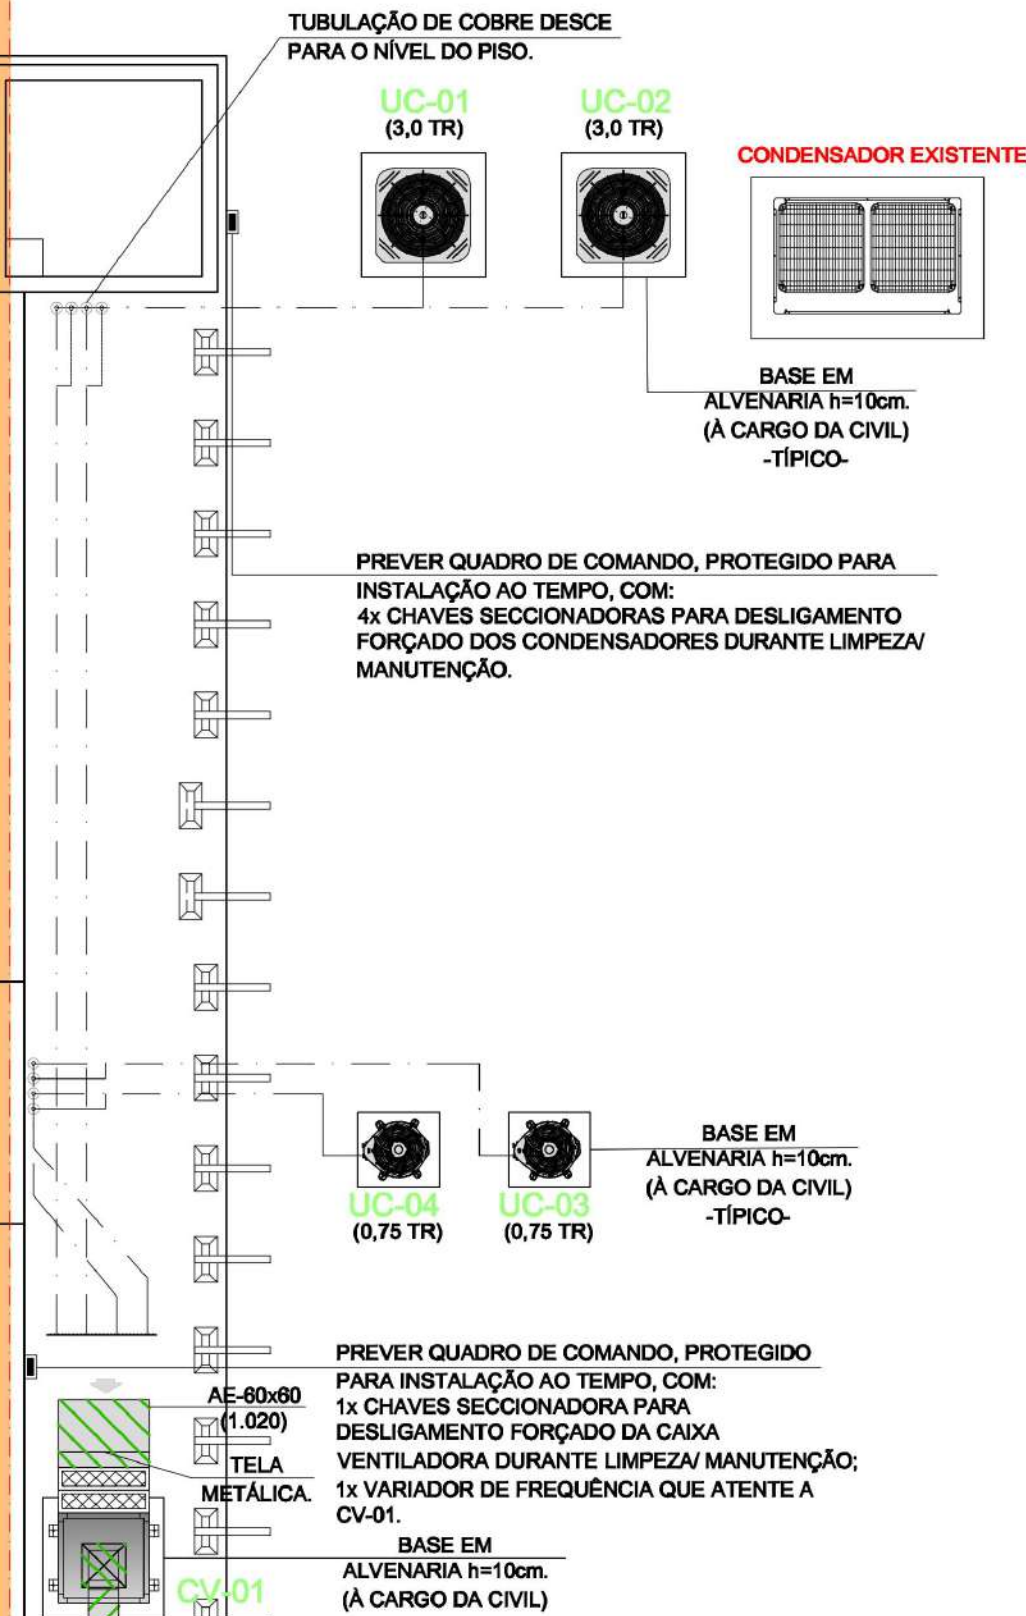 TUBULAÇÃO DE COBRE DESCE
PARA O NÍVEL DO PISO.
UC-01
(3,0 TR)
UC-02
(3,0 TR)
CONDENSADOR EXISTENTE
BASE EM
ALVENARIA h=10cm.
(À CARGO DA CIVIL)
-TÍPICO-
PREVER QUADRO DE COMANDO, PROTEGIDO PARA
INSTALAÇÃO AO TEMPO, COM:
4x CHAVES SECCIONADORAS PARA DESLIGAMENTO
FORÇADO DOS CONDENSADORES DURANTE LIMPEZA/
MANUTENÇÃO.
UC-04
(0,75 TR)
UC-03
(0,75 TR)
BASE EM
ALVENARIA h=10cm.
(À CARGO DA CIVIL)
-TÍPICO-
PREVER QUADRO DE COMANDO, PROTEGIDO
PARA INSTALAÇÃO AO TEMPO, COM:
1x CHAVES SECCIONADORA PARA
DESLIGAMENTO FORÇADO DA CAIXA
VENTILADORA DURANTE LIMPEZA/ MANUTENÇÃO;
1x VARIADOR DE FREQUÊNCIA QUE ATENTE A
CV-01.
AE-60x60
(1.020)
TELA
METÁLICA.
BASE EM
ALVENARIA h=10cm.
(À CARGO DA CIVIL)
CV-01